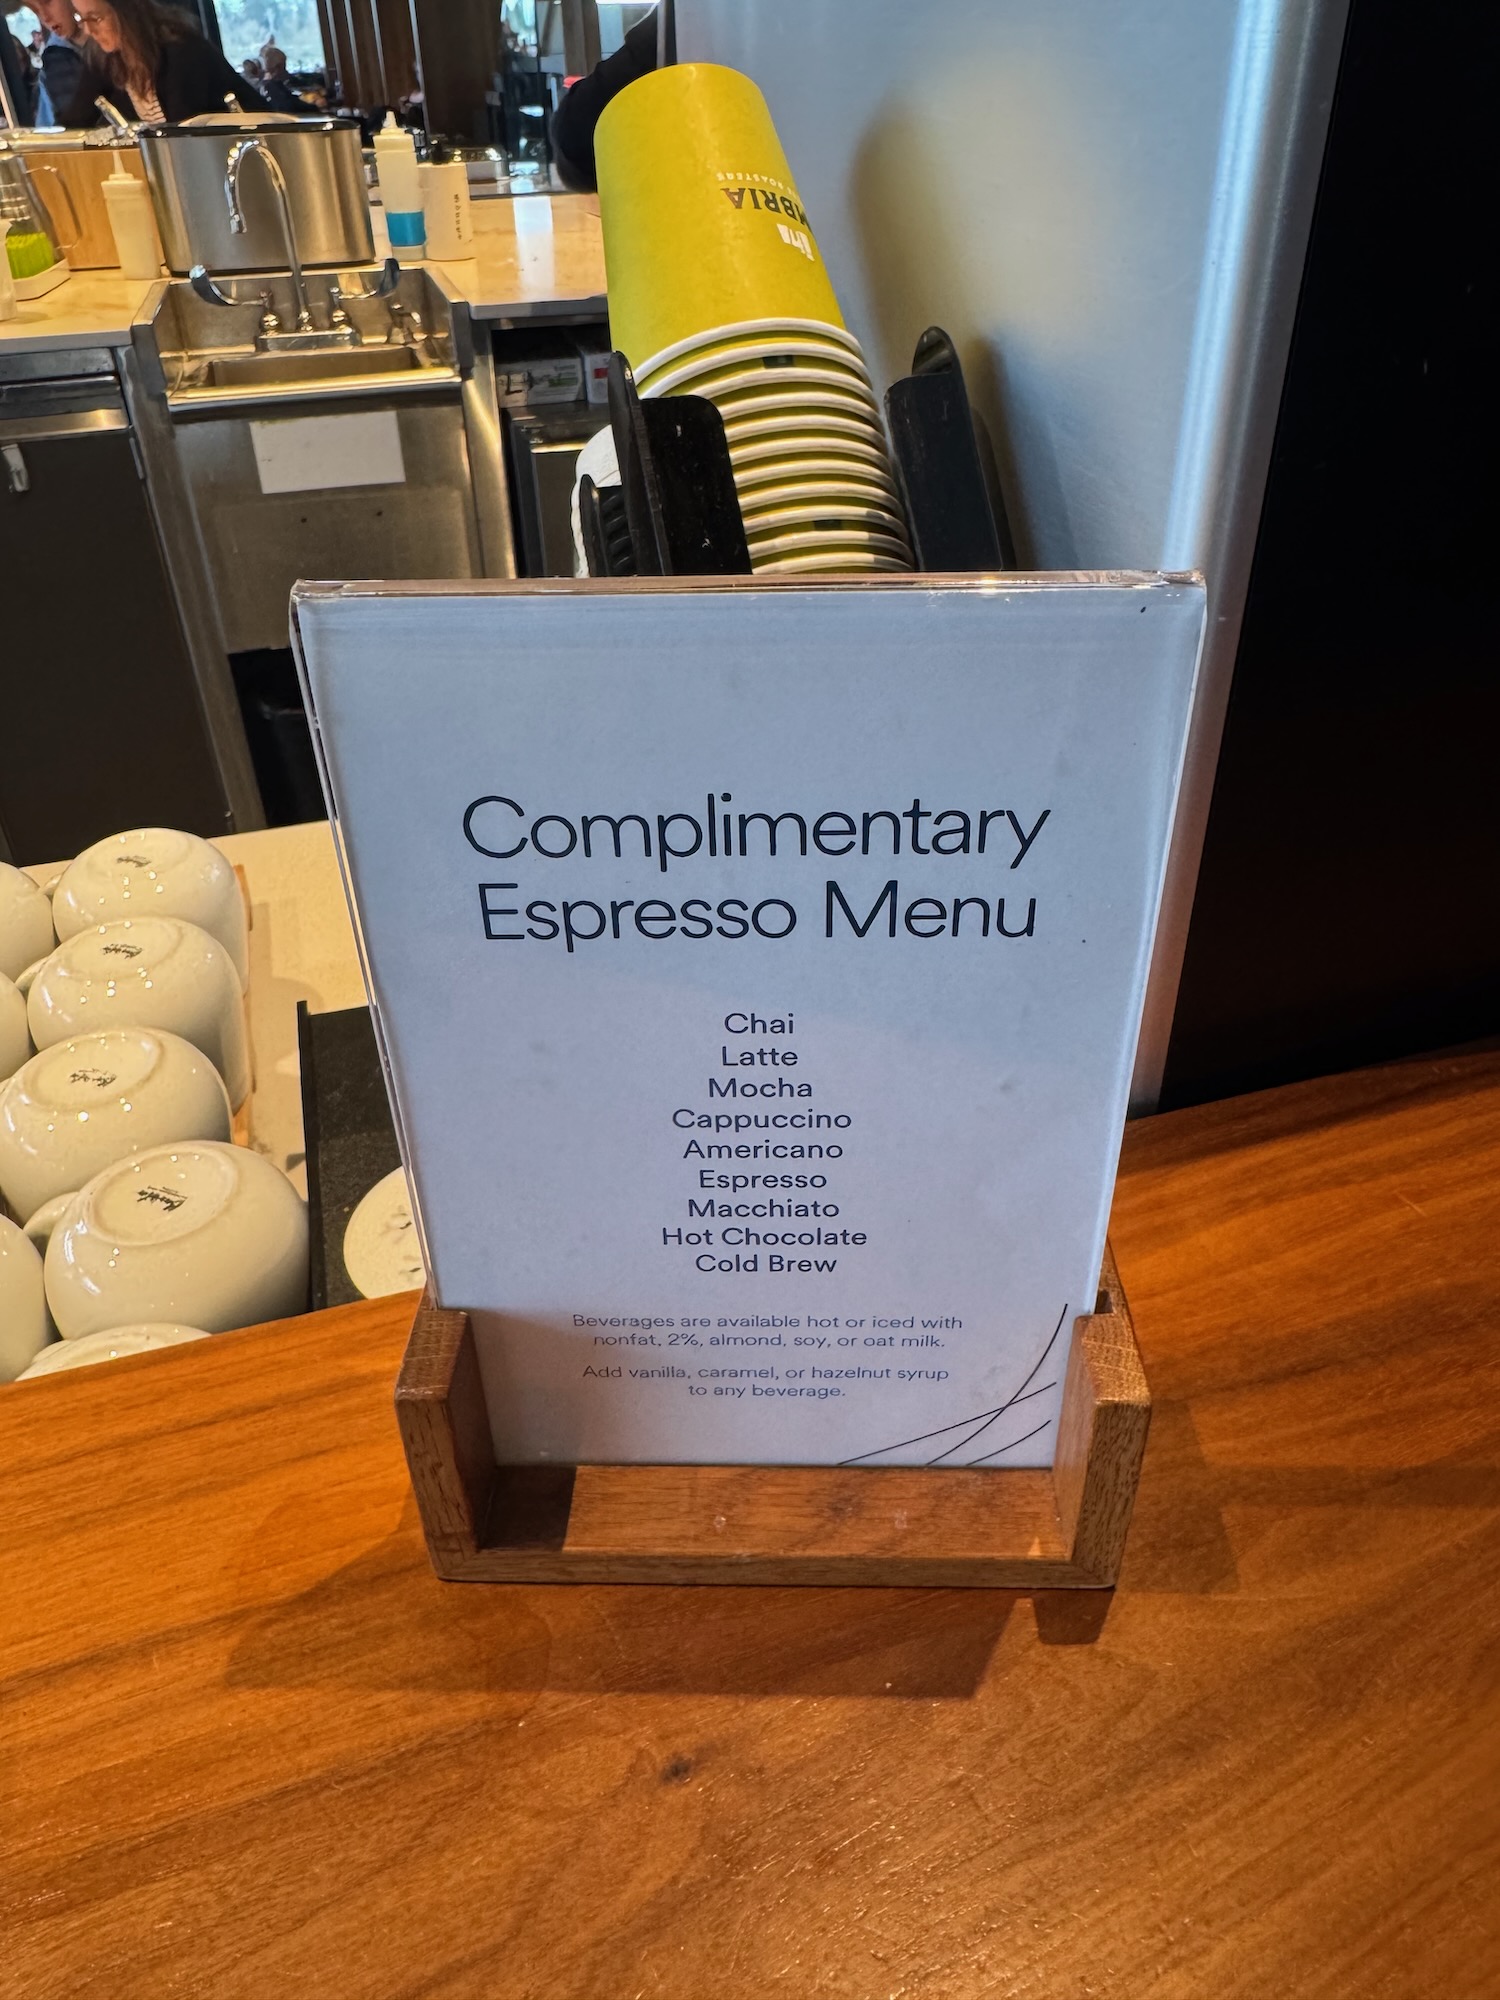 Complimentary
Espresso Menu
Chai
Latte
Mocha
Cappuccino
Americano
Espresso
Macchiato
Hot Chocolate
Cold Brew
Beverages are available hot or iced with
nonfat, 2%, almond, soy, or oat milk.
Add vanilla, caramel, or hazelnut syrup
to any beverage.